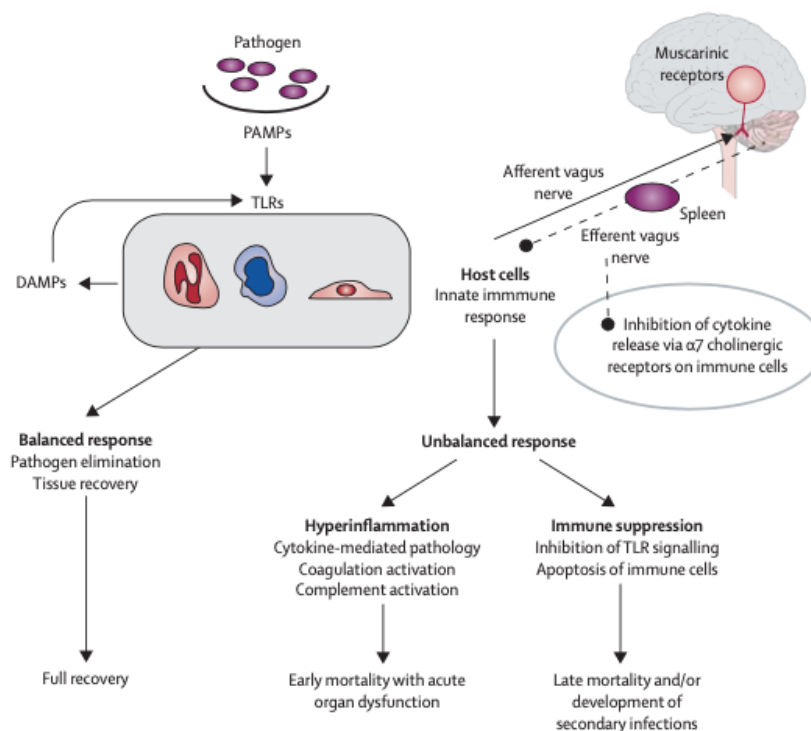 Pathogen
PAMPs
TLRs
DAMPs
Muscarinic
receptors
Afferent vagus
nerve
Spleen
Efferent vagus
nerve
Host cells
Innate immmune
response
Inhibition of cytokine
release via α7 cholinergic
receptors on immune cells
Balanced response
Pathogen elimination
Tissue recovery
Unbalanced response
Hyperinflammation
Cytokine-mediated pathology
Coagulation activation
Complement activation
Immune suppression
Inhibition of TLR signalling
Apoptosis of immune cells
Full recovery
Early mortality with acute
organ dysfunction
Late mortality and/or
development of
secondary infections